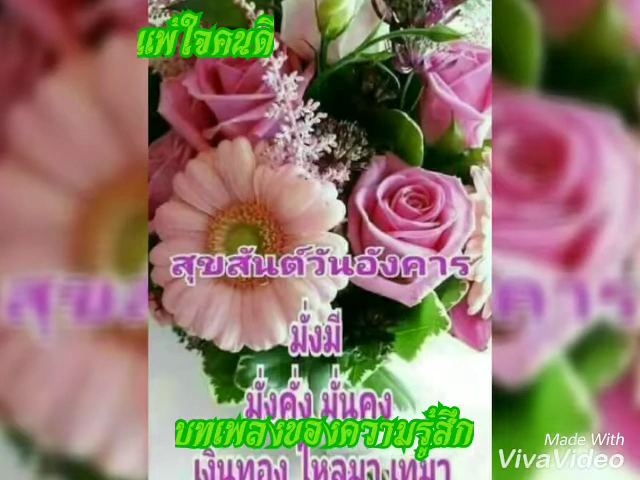 แพ้ใจคนดี
สุขสันต์วันอังคาร
มั่งมี
มั่งคั่ง มั่นคง
บทเพลงของความรู้สึก
เงินทอง ไหลมา เทมา
Made With
VivaVideo